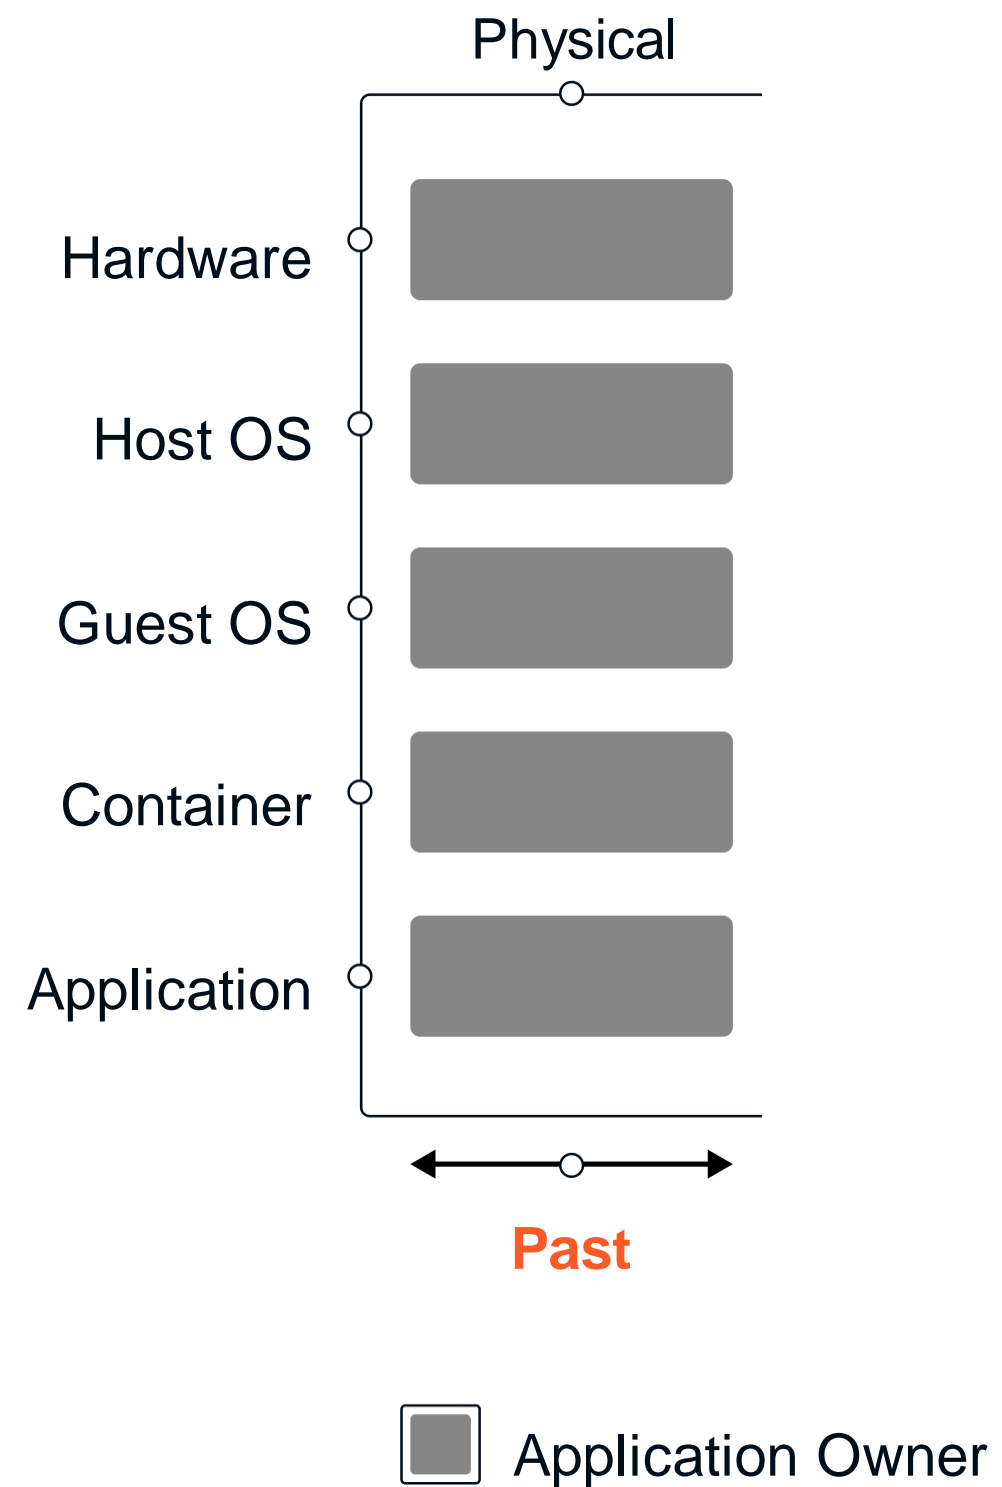 Physical
Hardware
Host OS
Guest OS
Container
Application
Past
Application Owner